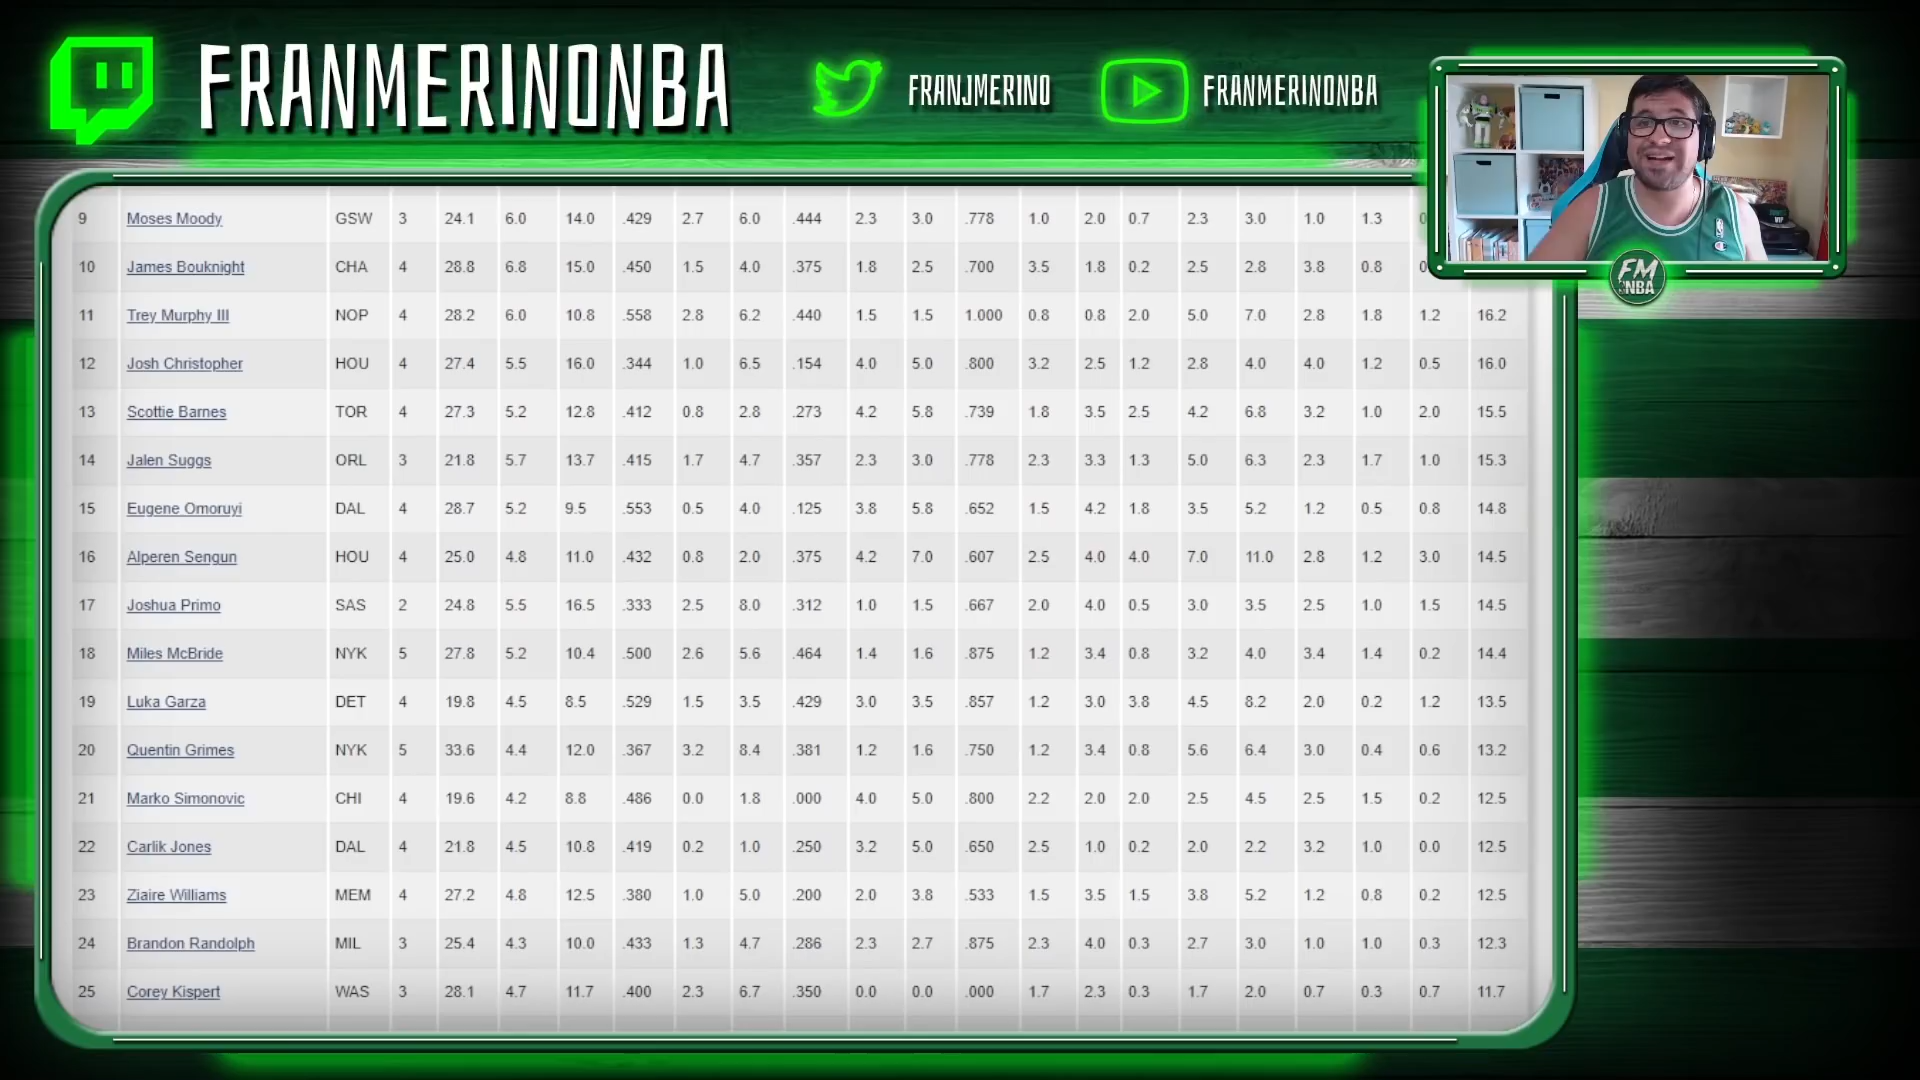 FRANMERINONBA
FRANJMERINO
FRANMERINONBA
9 Moses Moody GSW 3 24.1 6.0 14.0 .429 2.7 6.0 .444 2.3 3.0 .778 1.0 2.0 0.7 2.3 3.0 1.0 1.3
10 James Bouknight CHA 4 28.8 6.8 15.0 .450 1.5 4.0 .375 1.8 2.5 .700 3.5 1.8 0.2 2.5 2.8 3.8 0.8
FM
NBA
11 Trey Murphy III NOP 4 28.2 6.0 10.8 .558 2.8 6.2 .440 1.5 1.5 1.000 0.8 0.8 2.0 5.0 7.0 2.8 1.8 1.2 16.2
12 Josh Christopher HOU 4 27.4 5.5 16.0 .344 1.0 6.5 .154 4.0 5.0 .800 3.2 2.5 1.2 2.8 4.0 4.0 1.2 0.5 16.0
13 Scottie Barnes TOR 4 27.3 5.2 12.8 .412 0.8 2.8 .273 4.2 5.8 .739 1.8 3.5 2.5 4.2 6.8 3.2 1.0 2.0 15.5
14 Jalen Suggs ORL 3 21.8 5.7 13.7 .415 1.7 4.7 .357 2.3 3.0 .778 2.3 3.3 1.3 5.0 6.3 2.3 1.7 1.0 15.3
15 Eugene Omoruyi DAL 4 28.7 5.2 9.5 .553 0.5 4.0 .125 3.8 5.8 .652 1.5 4.2 1.8 3.5 5.2 1.2 0.5 0.8 14.8
16 Alperen Sengun HOU 4 25.0 4.8 11.0 .432 0.8 2.0 .375 4.2 7.0 .607 2.5 4.0 4.0 7.0 11.0 2.8 1.2 3.0 14.5
17 Joshua Primo SAS 2 24.8 5.5 16.5 .333 2.5 8.0 .312 1.0 1.5 .667 2.0 4.0 0.5 3.0 3.5 2.5 1.0 1.5 14.5
18 Miles McBride NYK 5 27.8 5.2 10.4 .500 2.6 5.6 .464 1.4 1.6 .875 1.2 3.4 0.8 3.2 4.0 3.4 1.4 0.2 14.4
19 Luka Garza DET 4 19.8 4.5 8.5 .529 1.5 3.5 .429 3.0 3.5 .857 1.2 3.0 3.8 4.5 8.2 2.0 0.2 1.2 13.5
20 Quentin Grimes NYK 5 33.6 4.4 12.0 .367 3.2 8.4 .381 1.2 1.6 .750 1.2 3.4 0.8 5.6 6.4 3.0 0.4 0.6 13.2
21 Marko Simonovic CHI 4 19.6 4.2 8.8 .486 0.0 1.8 .000 4.0 5.0 .800 2.2 2.0 2.0 2.5 4.5 2.5 1.5 0.2 12.5
22 Carlik Jones DAL 4 21.8 4.5 10.8 .419 0.2 1.0 .250 3.2 5.0 .650 2.5 1.0 0.2 2.0 2.2 3.2 1.0 0.0 12.5
23 Ziaire Williams MEM 4 27.2 4.8 12.5 .380 1.0 5.0 .200 2.0 3.8 .533 1.5 3.5 1.5 3.8 5.2 1.2 0.8 0.2 12.5
24 Brandon Randolph MIL 3 25.4 4.3 10.0 .433 1.3 4.7 .286 2.3 2.7 .875 2.3 4.0 0.3 2.7 3.0 1.0 1.0 0.3 12.3
25 Corey Kispert WAS 3 28.1 4.7 11.7 .400 2.3 6.7 .350 0.0 0.0 .000 1.7 2.3 0.3 1.7 2.0 0.7 0.3 0.7 11.7